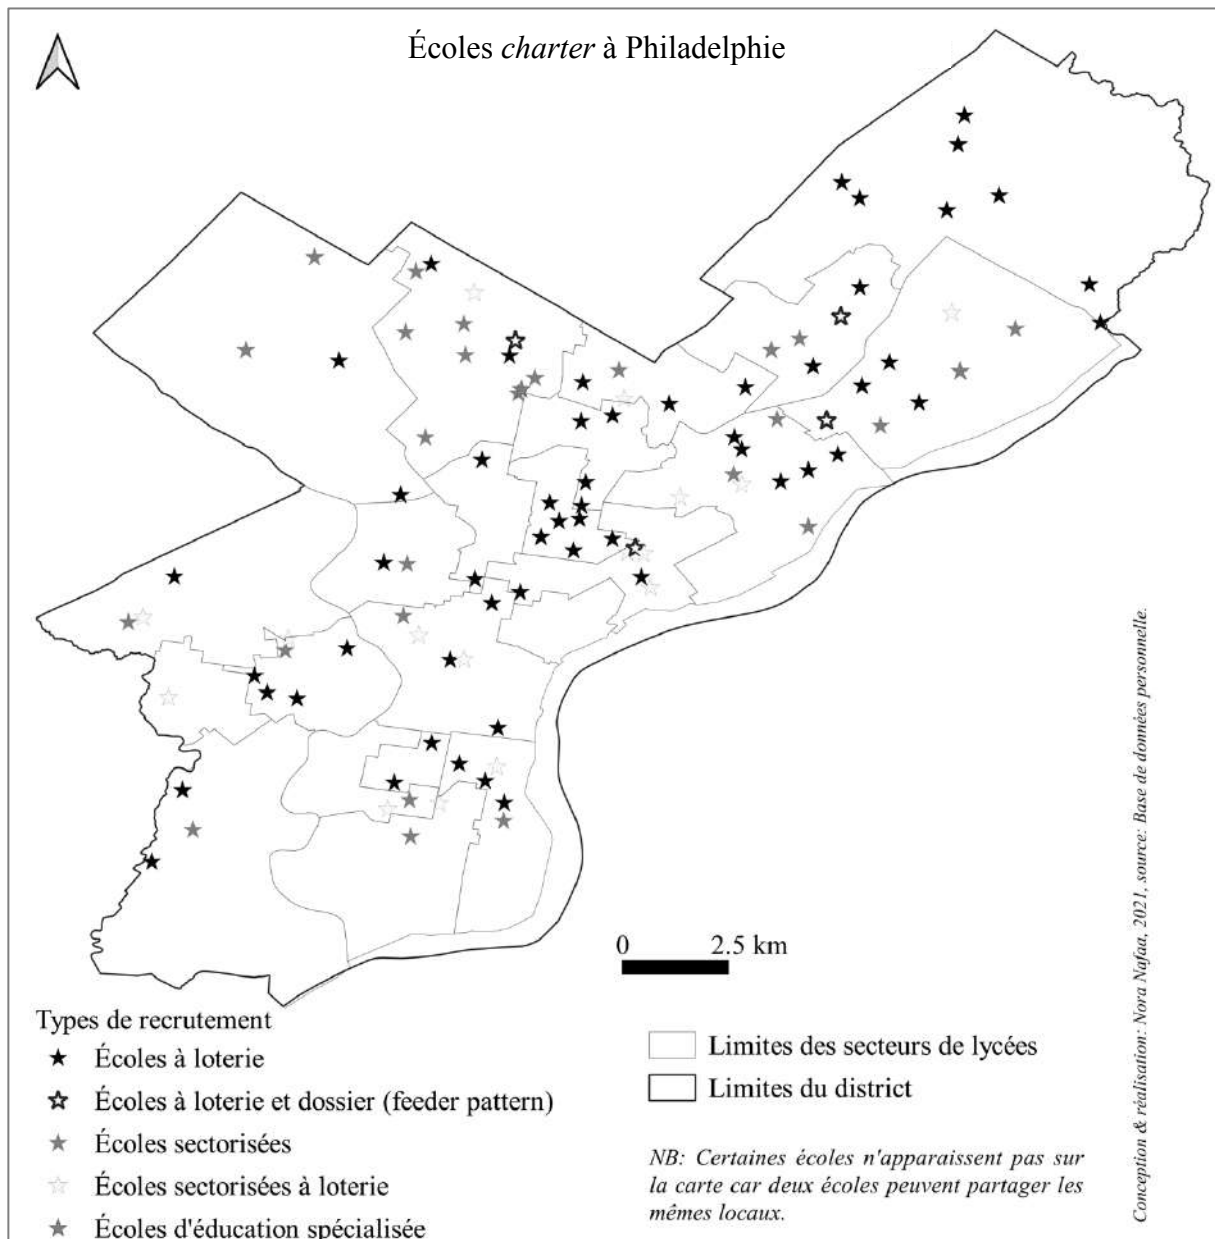 Écoles charter à Philadelphie
0 2.5 km
Types de recrutement
Écoles à loterie
Écoles à loterie et dossier (feeder pattern)
Écoles sectorisées
Écoles sectorisées à loterie
Écoles d'éducation spécialisée
Limites des secteurs de lycées
Limites du district
NB: Certaines écoles n'apparaissent pas sur
la carte car deux écoles peuvent partager les
mêmes locaux.
Conception & réalisation: Nora Nafaa, 2021, source: Base de données personnelle.